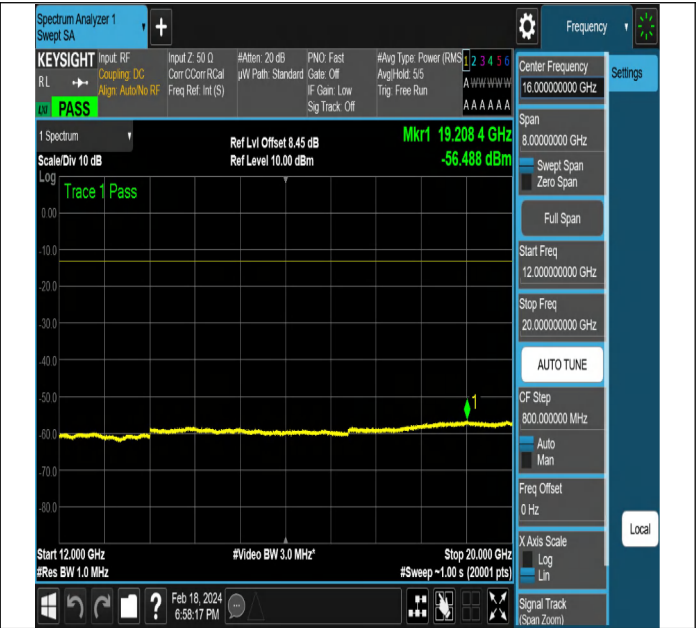 Spectrum Analyzer 1
Swept SA
+
Frequency
KEYSIGHT
RL
PASS
Input: RF
Coupling: DC
Align: Auto/No RF
Input Z: 50 Ω
Corr CCorr RCal
Freq Ref: Int (S)
#Atten: 20 dB
µW Path: Standard
PNO: Fast
Gate: Off
IF Gain: Low
Sig Track: Off
#Avg Type: Power (RMS
Avg|Hold: 5/5
Trig: Free Run
1 2 3 4 5 6
A W W W W W
A A A A A A
Center Frequency
16.000000000 GHz
Settings
Span
8.00000000 GHz
Swept Span
Zero Span
Full Span
Start Freq
12.000000000 GHz
Stop Freq
20.000000000 GHz
AUTO TUNE
CF Step
800.000000 MHz
Auto
Man
Freq Offset
0 Hz
X Axis Scale
Log
Lin
Signal Track
(Span Zoom)
Local
1 Spectrum
Scale/Div 10 dB
Log
Ref Lvl Offset 8.45 dB
Ref Level 10.00 dBm
Mkr1 19.208 4 GHz
-56.488 dBm
Trace 1 Pass
0.00
-10.0
-20.0
-30.0
-40.0
-50.0
-60.0
-70.0
-80.0
1
Start 12.000 GHz
#Res BW 1.0 MHz
#Video BW 3.0 MHz*
Stop 20.000 GHz
#Sweep ~1.00 s (20001 pts)
?
Feb 18, 2024
6:58:17 PM